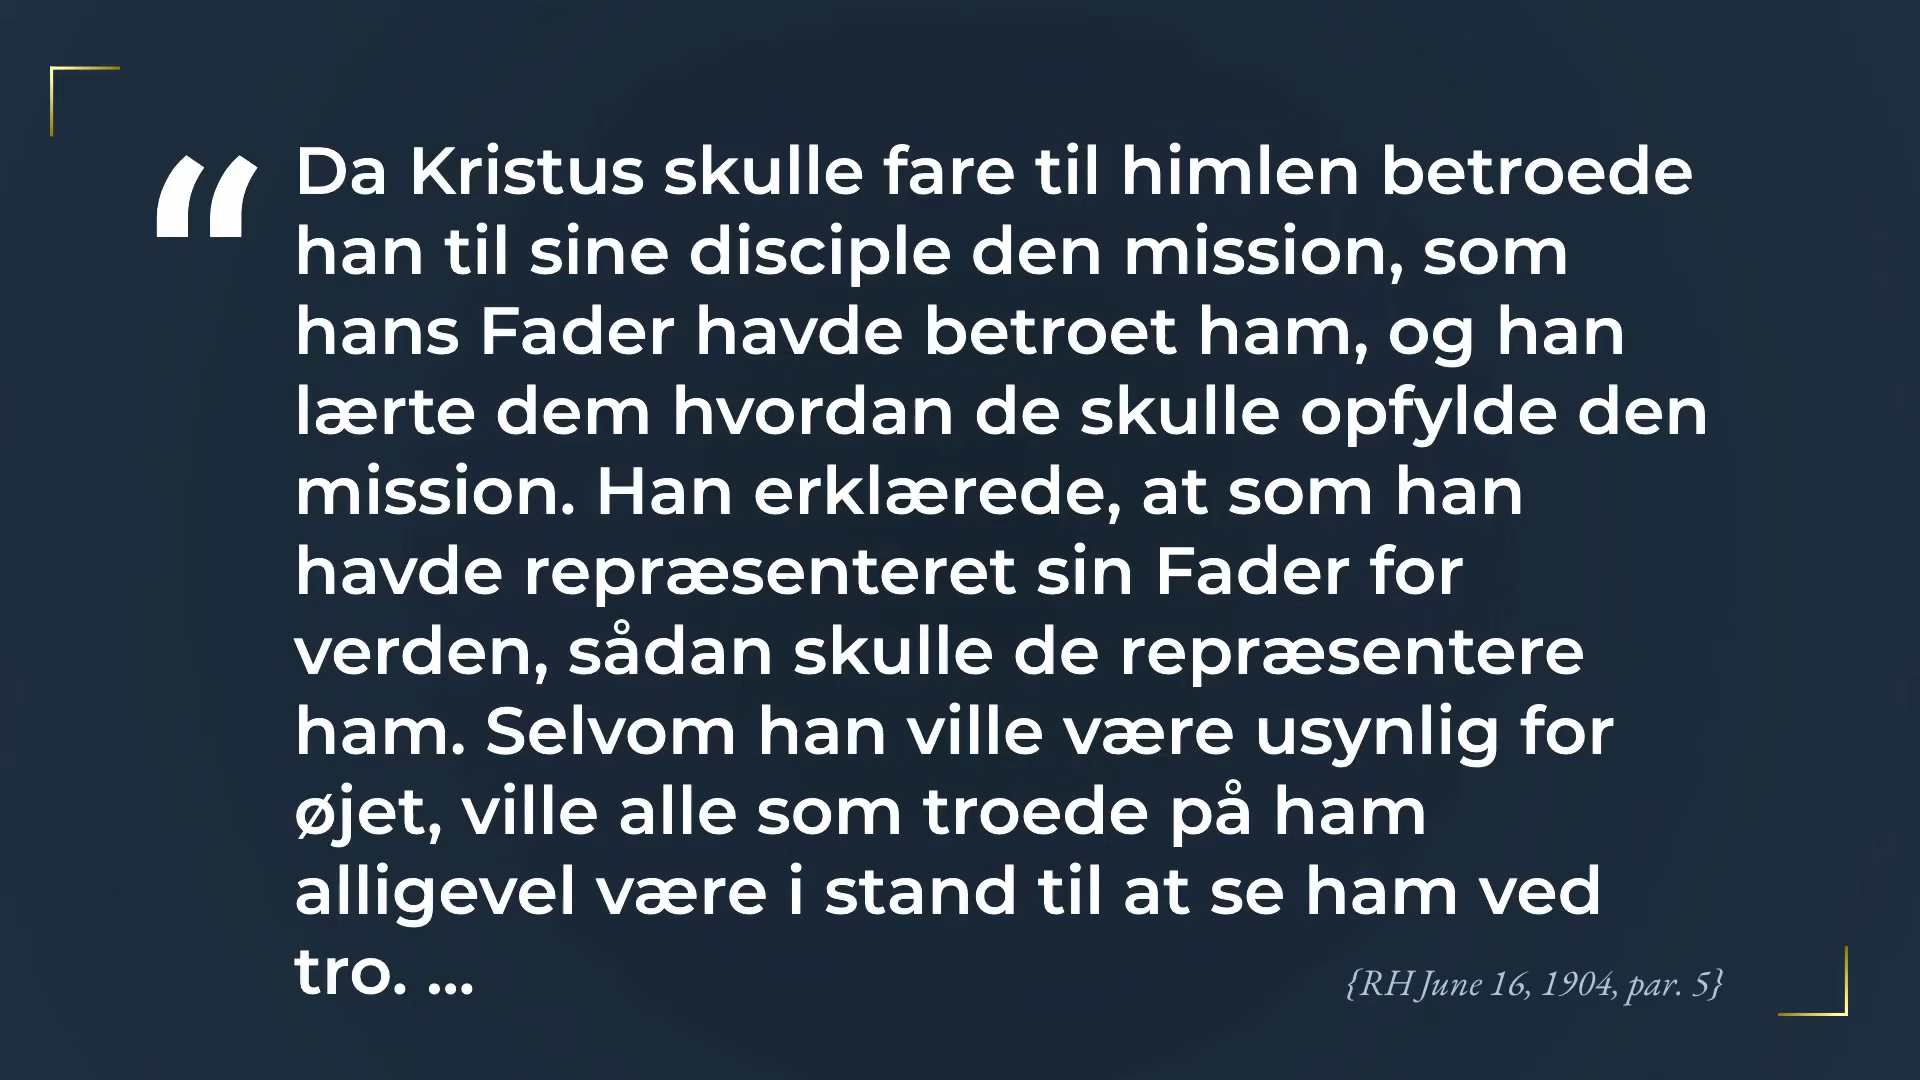 “Da Kristus skulle fare til himlen betroede
han til sine disciple den mission, som
hans Fader havde betroet ham, og han
lærte dem hvordan de skulle opfylde den
mission. Han erklærede, at som han
havde repræsenteret sin Fader for
verden, sådan skulle de repræsentere
ham. Selvom han ville være usynlig for
øjet, ville alle som troede på ham
alligevel være i stand til at se ham ved
tro. ...
{RH June 16, 1904, par. 5}